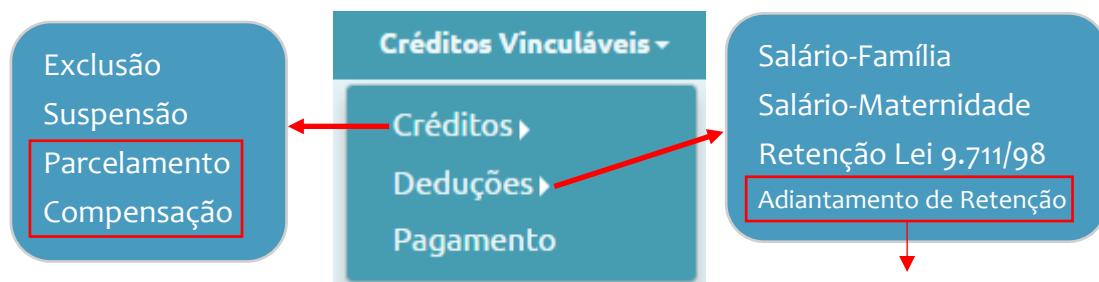 Exclusão
Suspensão
Parcelamento
Compensação
Créditos Vinculáveis
Créditos
Deduções
Pagamento
Salário-Família
Salário-Maternidade
Retenção Lei 9.711/98
Adiantamento de Retenção